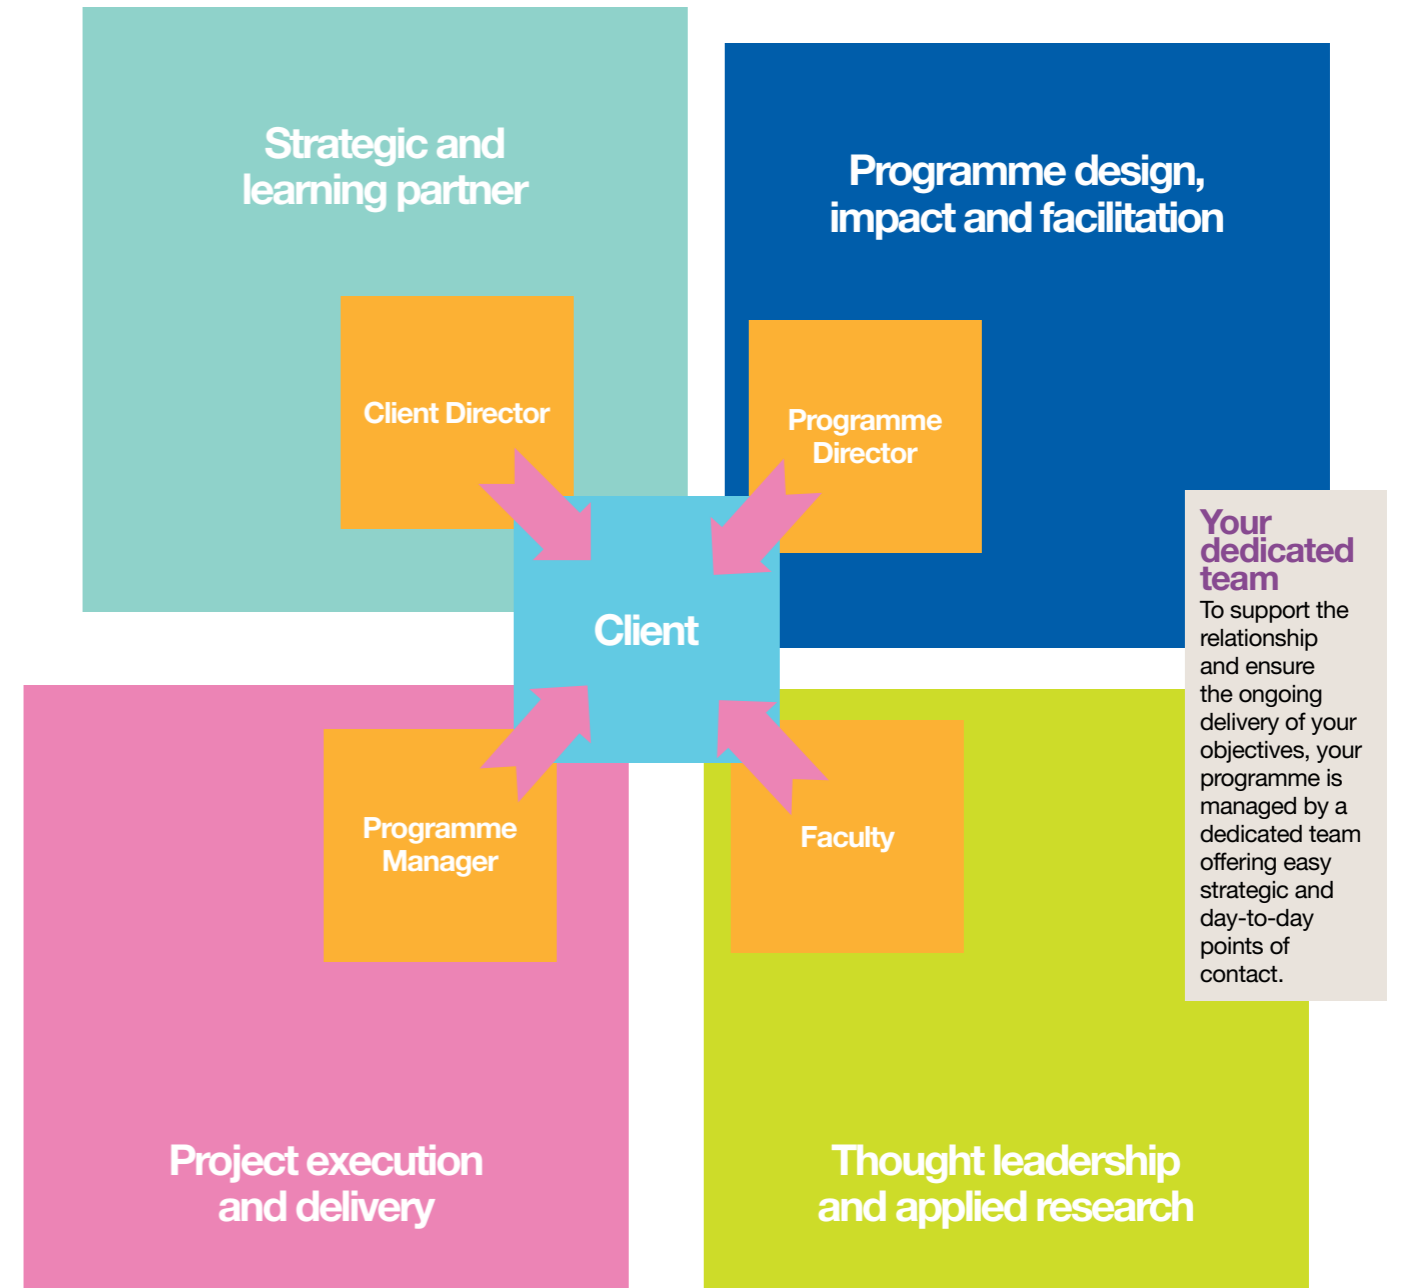 Strategic and
learning partner
Programme design,
impact and facilitation
Client Director
Programme
Director
Client
Your
dedicated
team
To support the
relationship
and ensure
the ongoing
delivery of your
objectives, your
programme is
managed by a
dedicated team
offering easy
strategic and
day-to-day
points of
contact.
Programme
Manager
Faculty
Project execution
and delivery
Thought leadership
and applied research